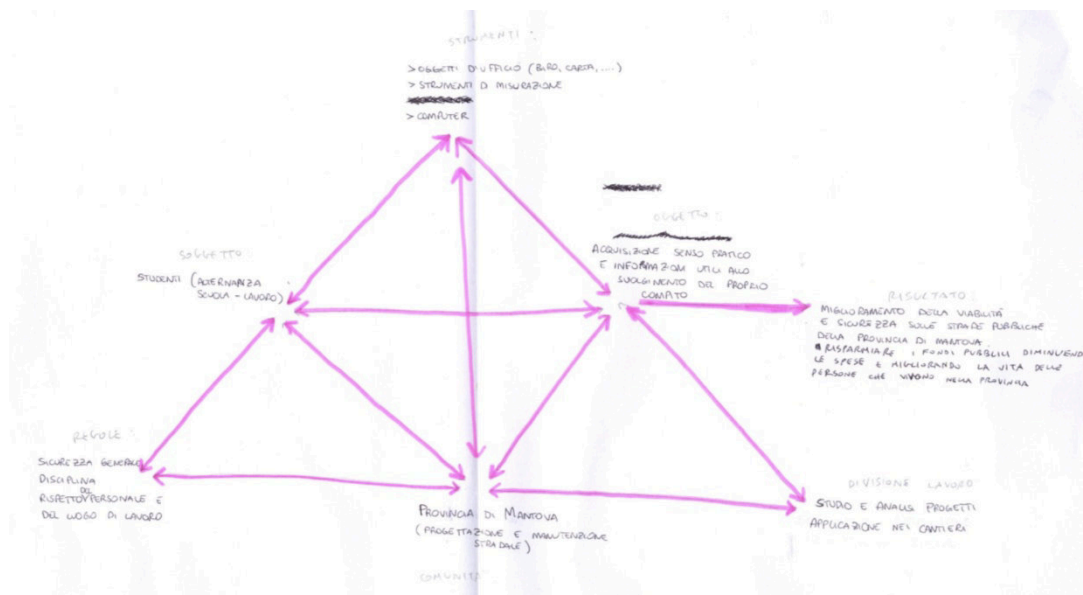 STRUMENTI :
> OGGETTI D'UFFICIO (BIRO, CARTA, ....)
> STRUMENTI DI MISURAZIONE
> COMPUTER
OGGETTO :
ACQUISIZIONE SENSO PRATICO
E INFORMAZIONI UTILI ALLO
SVOLGIMENTO DEL PROPRIO
COMPITO
SOGGETTO :
STUDENTI (ALTERNANZA
SCUOLA - LAVORO)
RISULTATO :
MIGLIORAMENTO DELLA VIABILITÀ
E SICUREZZA SULLE STRADE PUBBLICHE
DELLA PROVINCIA DI MANTOVA.
RISPARMIARE I FONDI PUBBLICI DIMINUENDO
LE SPESE E MIGLIORANDO LA VITA DELLE
PERSONE CHE VIVONO NELLA PROVINCIA
REGOLE :
SICUREZZA GENERALE
DISCIPLINA
RISPETTO DEL PERSONALE E
DEL LUOGO DI LAVORO
PROVINCIA DI MANTOVA
(PROGETTAZIONE E MANUTENZIONE
STRADALE)
COMUNITÀ
DIVISIONE LAVORO
STUDIO E ANALISI PROGETTI
APPLICAZIONE NEI CANTIERI